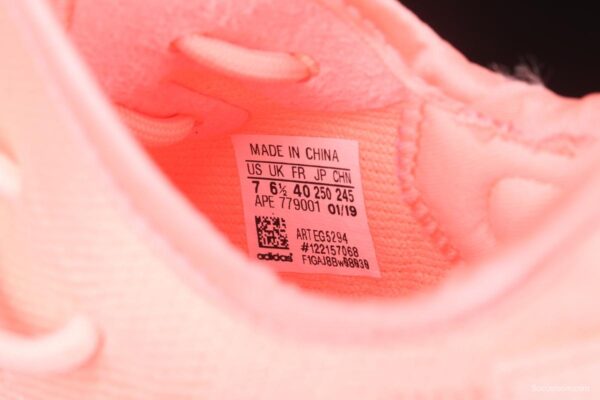 MADE IN CHINA
US UK FR JP CHN
7 6½ 40 250 245
APE 779001 01/19
ART EG5294
#122157068
adidas